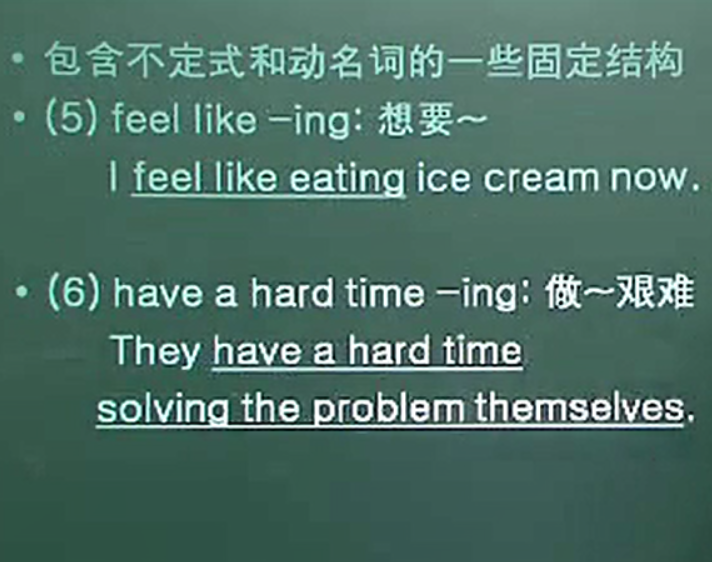 • 包含不定式和动名词的一些固定结构
• (5) feel like –ing: 想要~
I feel like eating ice cream now.
• (6) have a hard time –ing: 做~艰难
They have a hard time
solving the problem themselves.